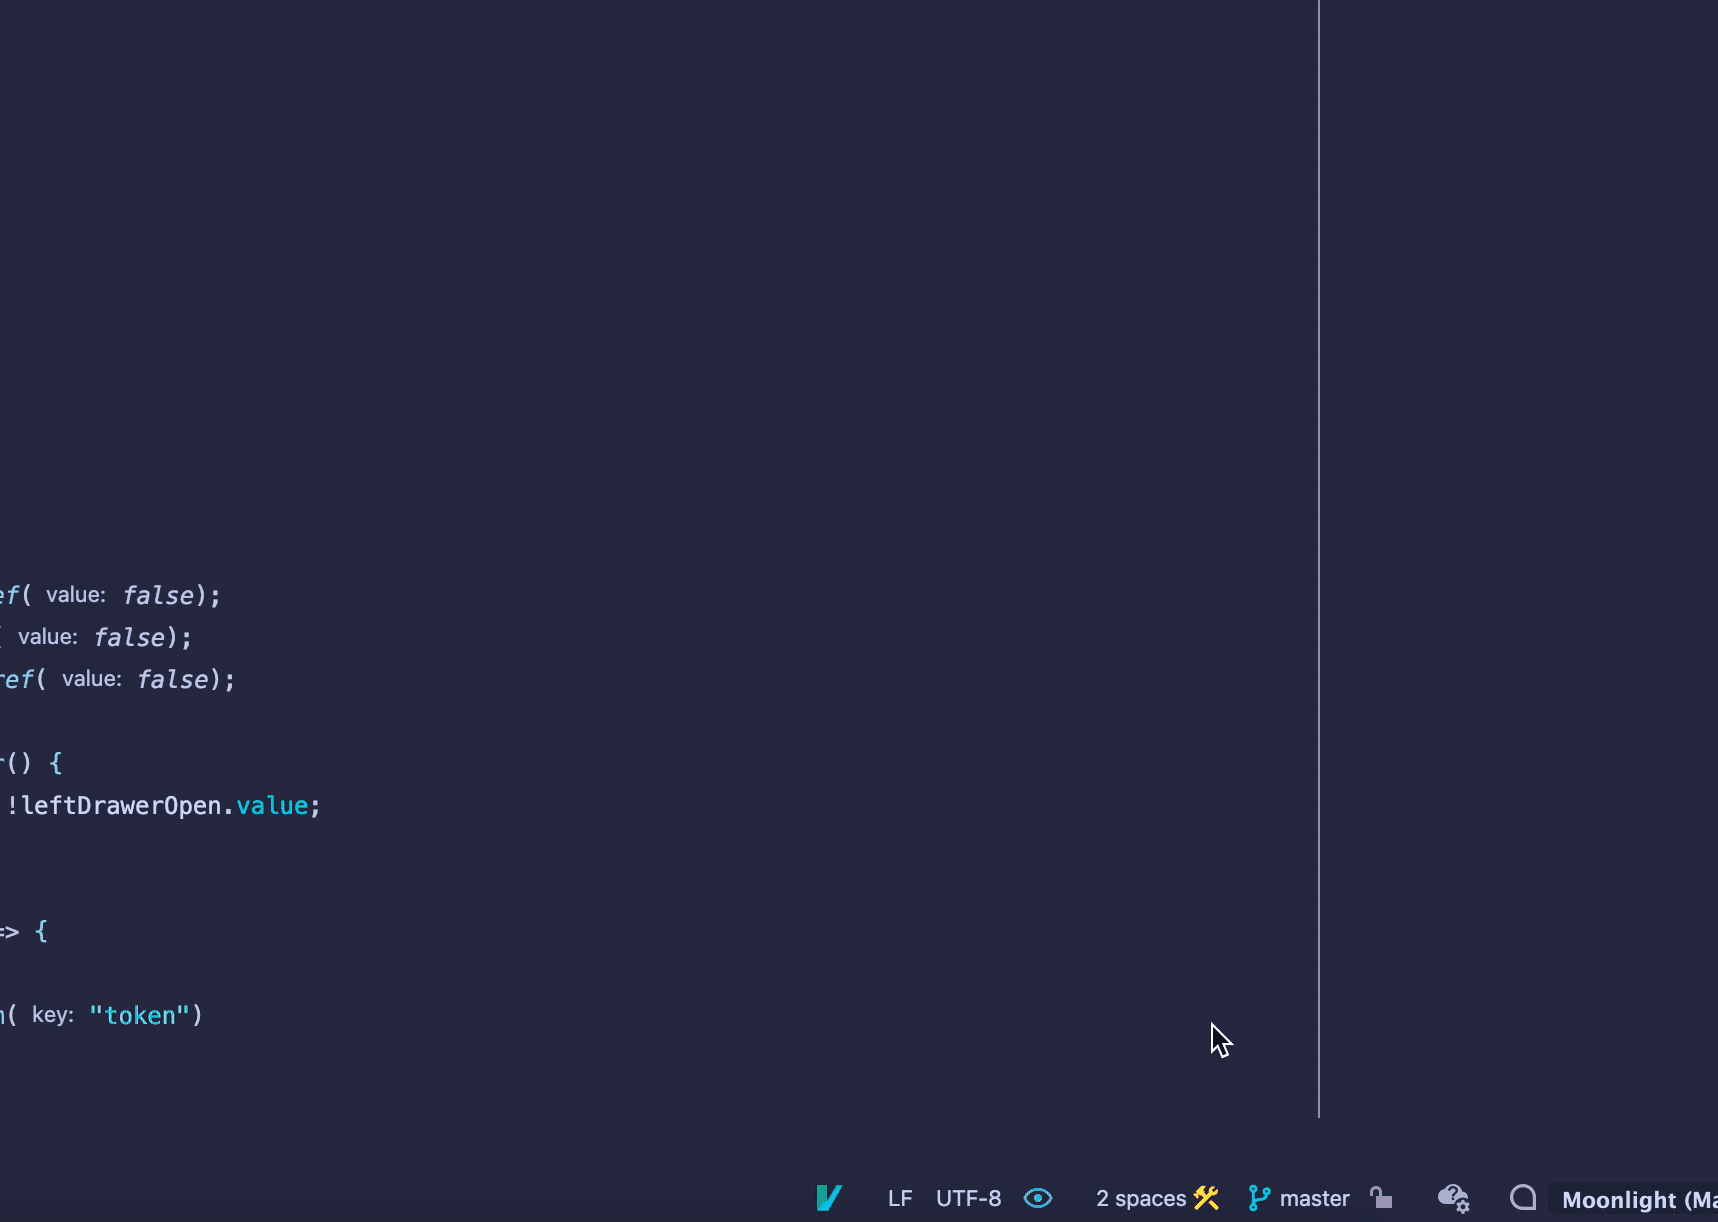 ef( value: false);
( value: false);
ref( value: false);
r() {
!leftDrawerOpen.value;
=> {
n( key: "token")
LF UTF-8 2 spaces master Moonlight (Ma